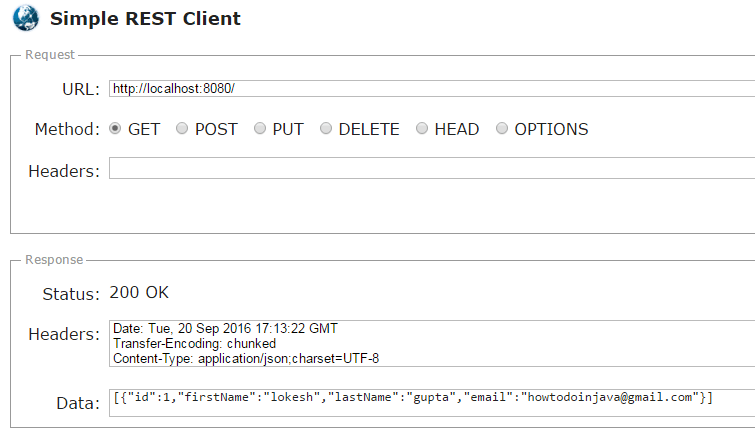 Simple REST Client
Request
URL: http://localhost:8080/
Method: GET POST PUT DELETE HEAD OPTIONS
Headers:
Response
Status: 200 OK
Headers: Date: Tue, 20 Sep 2016 17:13:22 GMT
Transfer-Encoding: chunked
Content-Type: application/json;charset=UTF-8
Data: [{"id":1,"firstName":"lokesh","lastName":"gupta","email":"howtodoinjava@gmail.com"}]